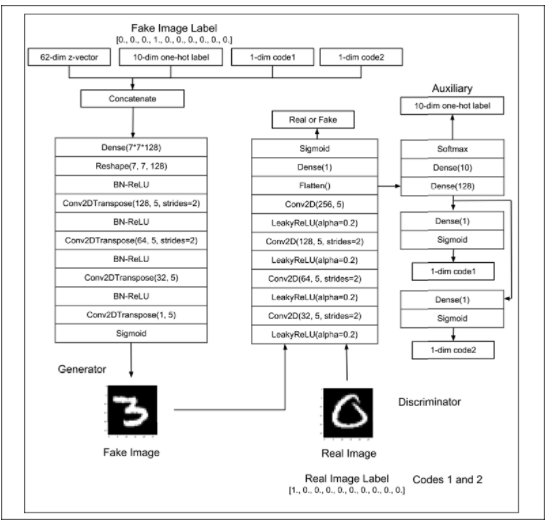 Fake Image Label
[0., 0., 0., 1., 0., 0., 0., 0., 0., 0.]
62-dim z-vector
10-dim one-hot label
1-dim code1
1-dim code2
Concatenate
Dense(7*7*128)
Reshape(7, 7, 128)
BN-ReLU
Conv2DTranspose(128, 5, strides=2)
BN-ReLU
Conv2DTranspose(64, 5, strides=2)
BN-ReLU
Conv2DTranspose(32, 5)
BN-ReLU
Conv2DTranspose(1, 5)
Sigmoid
Generator
3
Fake Image
Real or Fake
Sigmoid
Dense(1)
Flatten()
Conv2D(256, 5)
LeakyReLU(alpha=0.2)
Conv2D(128, 5, strides=2)
LeakyReLU(alpha=0.2)
Conv2D(64, 5, strides=2)
LeakyReLU(alpha=0.2)
Conv2D(32, 5, strides=2)
LeakyReLU(alpha=0.2)
0
Real Image
Auxiliary
10-dim one-hot label
Softmax
Dense(10)
Dense(128)
Dense(1)
Sigmoid
1-dim code1
Dense(1)
Sigmoid
1-dim code2
Discriminator
Real Image Label
[1., 0., 0., 0., 0., 0., 0., 0., 0., 0.]
Codes 1 and 2